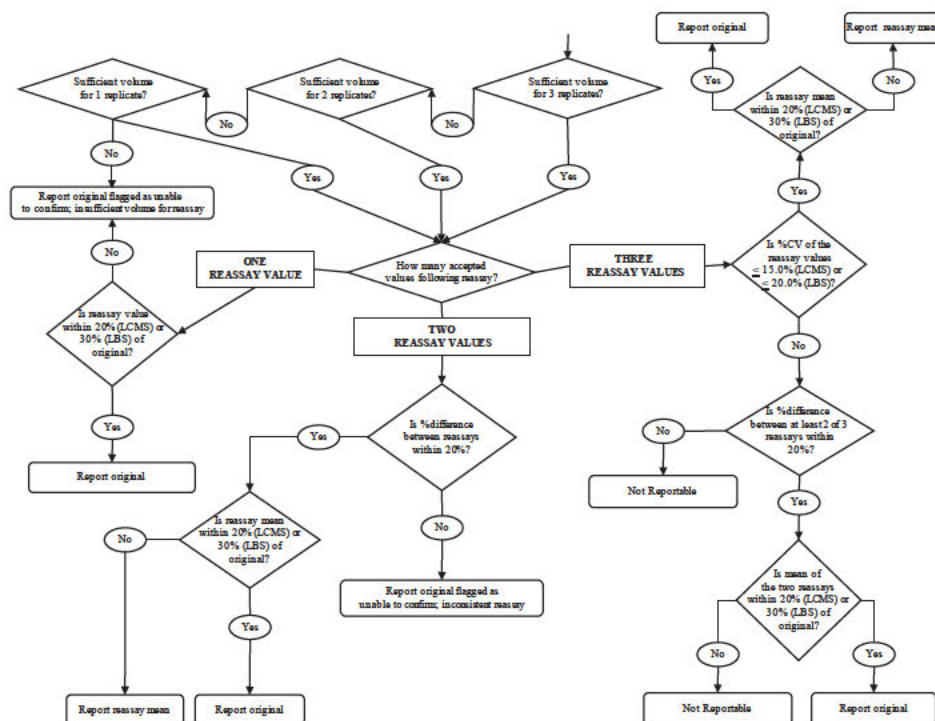 Report original
Report reassay mean
Sufficient volume
for 1 replicate?
Sufficient volume
for 2 replicates?
Sufficient volume
for 3 replicates?
No
No
Yes
No
Is reassay mean
within 20% (LCMS) or
30% (LBS) of
original?
No
Yes
Yes
Yes
Yes
Report original flagged as unable
to confirm; insufficient volume for reassay
No
ONE
REASSAY VALUE
How many accepted
values following reassay?
THREE
REASSAY VALUES
Is %CV of the
reassay values
≤ 15.0% (LCMS) or
≤ 20.0% (LBS)?
Is reassay value
within 20% (LCMS) or
30% (LBS) of
original?
TWO
REASSAY VALUES
No
Yes
Yes
Is %difference
between reassays
within 20%?
No
Is %difference
between at least 2 of 3
reassays within
20%?
Report original
Not Reportable
Yes
No
Is reassay mean
within 20% (LCMS) or
30% (LBS) of
original?
No
Report original flagged as
unable to confirm; inconsistent reassay
Is mean of
the two reassays
within 20% (LCMS) or
30% (LBS) of
original?
Yes
No
Yes
Report reassay mean
Report original
Not Reportable
Report original